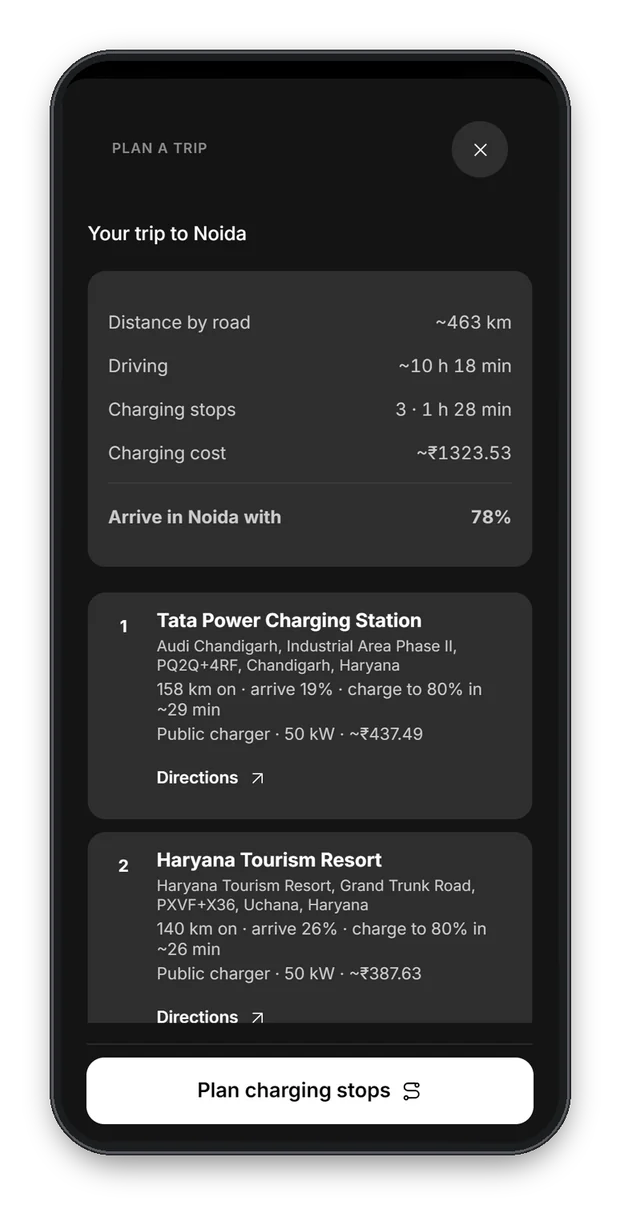 PLAN A TRIP
Your trip to Noida
Distance by road ~463 km
Driving ~10 h 18 min
Charging stops 3 · 1 h 28 min
Charging cost ~₹1323.53
Arrive in Noida with 78%
1 Tata Power Charging Station
Audi Chandigarh, Industrial Area Phase II,
PQ2Q+4RF, Chandigarh, Haryana
158 km on · arrive 19% · charge to 80% in
~29 min
Public charger · 50 kW · ~₹437.49
Directions
2 Haryana Tourism Resort
Haryana Tourism Resort, Grand Trunk Road,
PXVF+X36, Uchana, Haryana
140 km on · arrive 26% · charge to 80% in
~26 min
Public charger · 50 kW · ~₹387.63
Directions
Plan charging stops